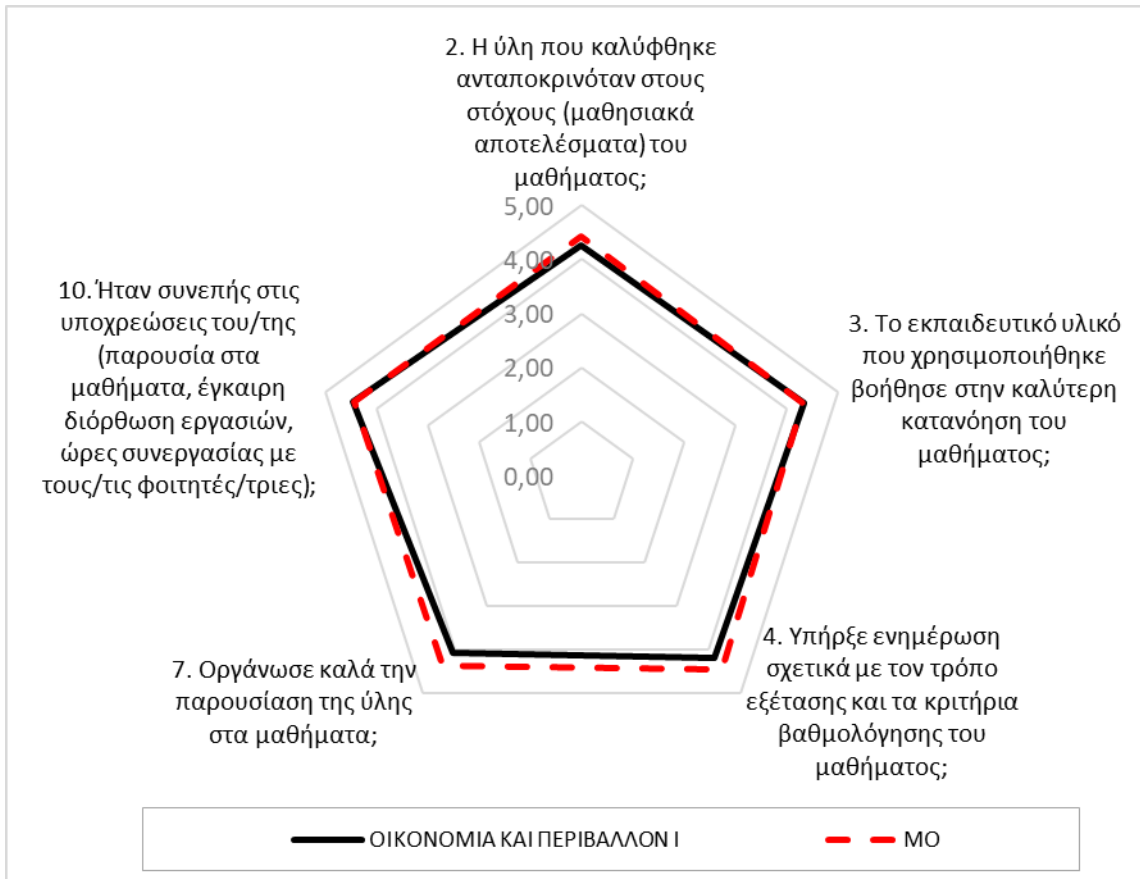 2. Η ύλη που καλύφθηκε
ανταποκρινόταν στους
στόχους (μαθησιακά
αποτελέσματα) του
μαθήματος;
5,00
4,00
3,00
2,00
1,00
0,00
3. Το εκπαιδευτικό υλικό
που χρησιμοποιήθηκε
βοήθησε στην καλύτερη
κατανόηση του
μαθήματος;
4. Υπήρξε ενημέρωση
σχετικά με τον τρόπο
εξέτασης και τα κριτήρια
βαθμολόγησης του
μαθήματος;
7. Οργάνωσε καλά την
παρουσίαση της ύλης
στα μαθήματα;
10. Ήταν συνεπής στις
υποχρεώσεις του/της
(παρουσία στα
μαθήματα, έγκαιρη
διόρθωση εργασιών,
ώρες συνεργασίας με
τους/τις φοιτητές/τριες);
ΟΙΚΟΝΟΜΙΑ ΚΑΙ ΠΕΡΙΒΑΛΛΟΝ Ι
ΜΟ